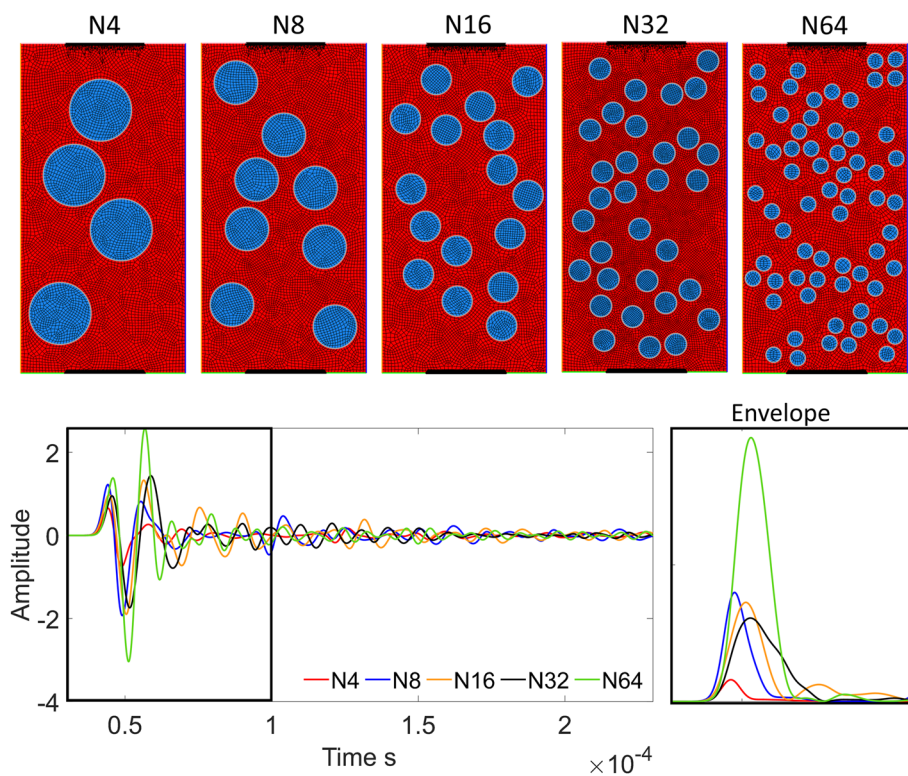 N4 N8 N16 N32 N64
Envelope
2
0
-2
-4
Amplitude
N4 N8 N16 N32 N64
0.5 1 1.5 2
Time s ×10⁻⁴